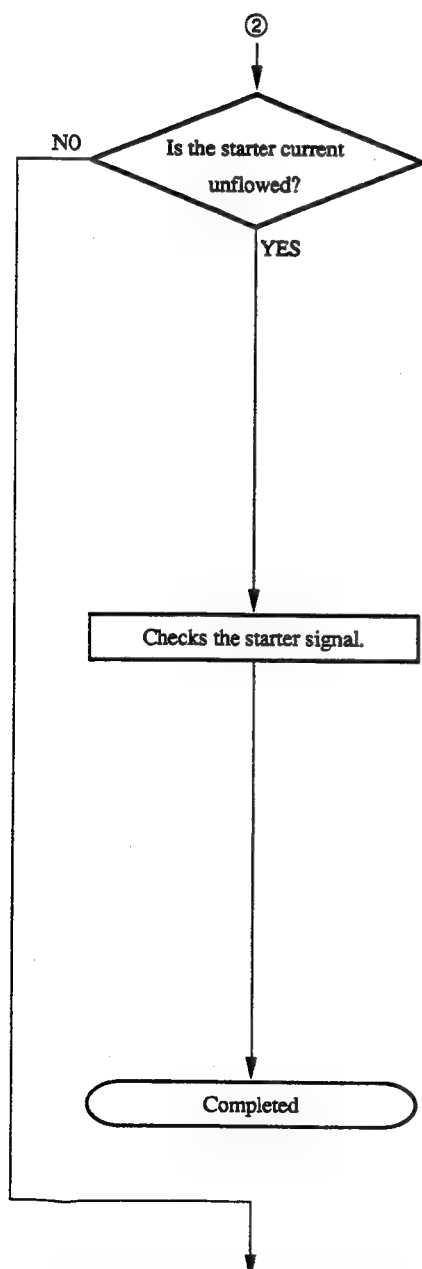 ②
Is the starter current
unflowed?
NO
YES
Checks the starter signal.
Completed